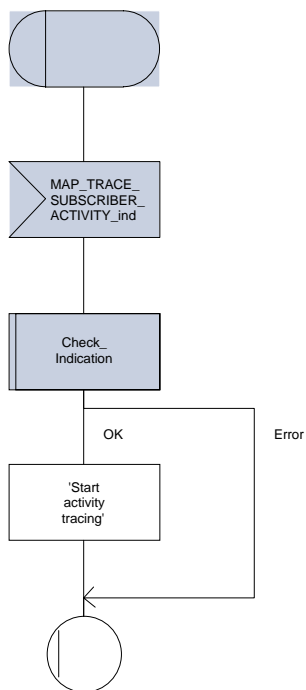 MAP_TRACE_
SUBSCRIBER_
ACTIVITY_ind
Check_
Indication
OK
Error
'Start
activity
tracing'